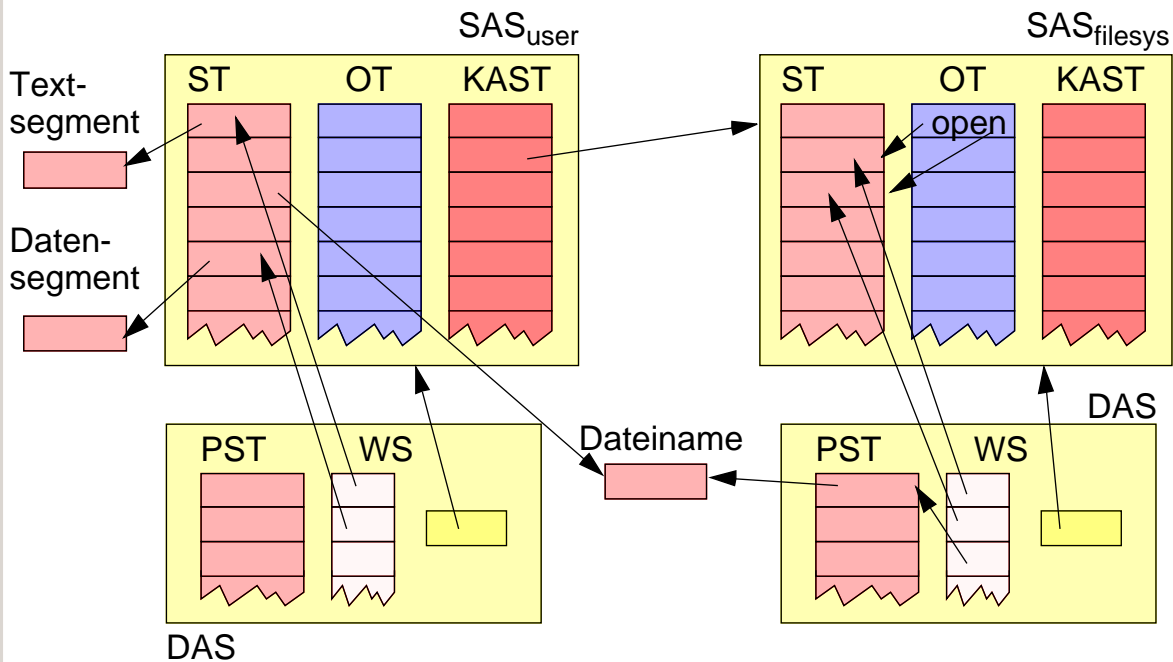 SASuser
SASfilesys
Text-
segment
ST
OT
KAST
ST
OT
KAST
open
Daten-
segment
DAS
PST
WS
Dateiname
PST
WS
DAS